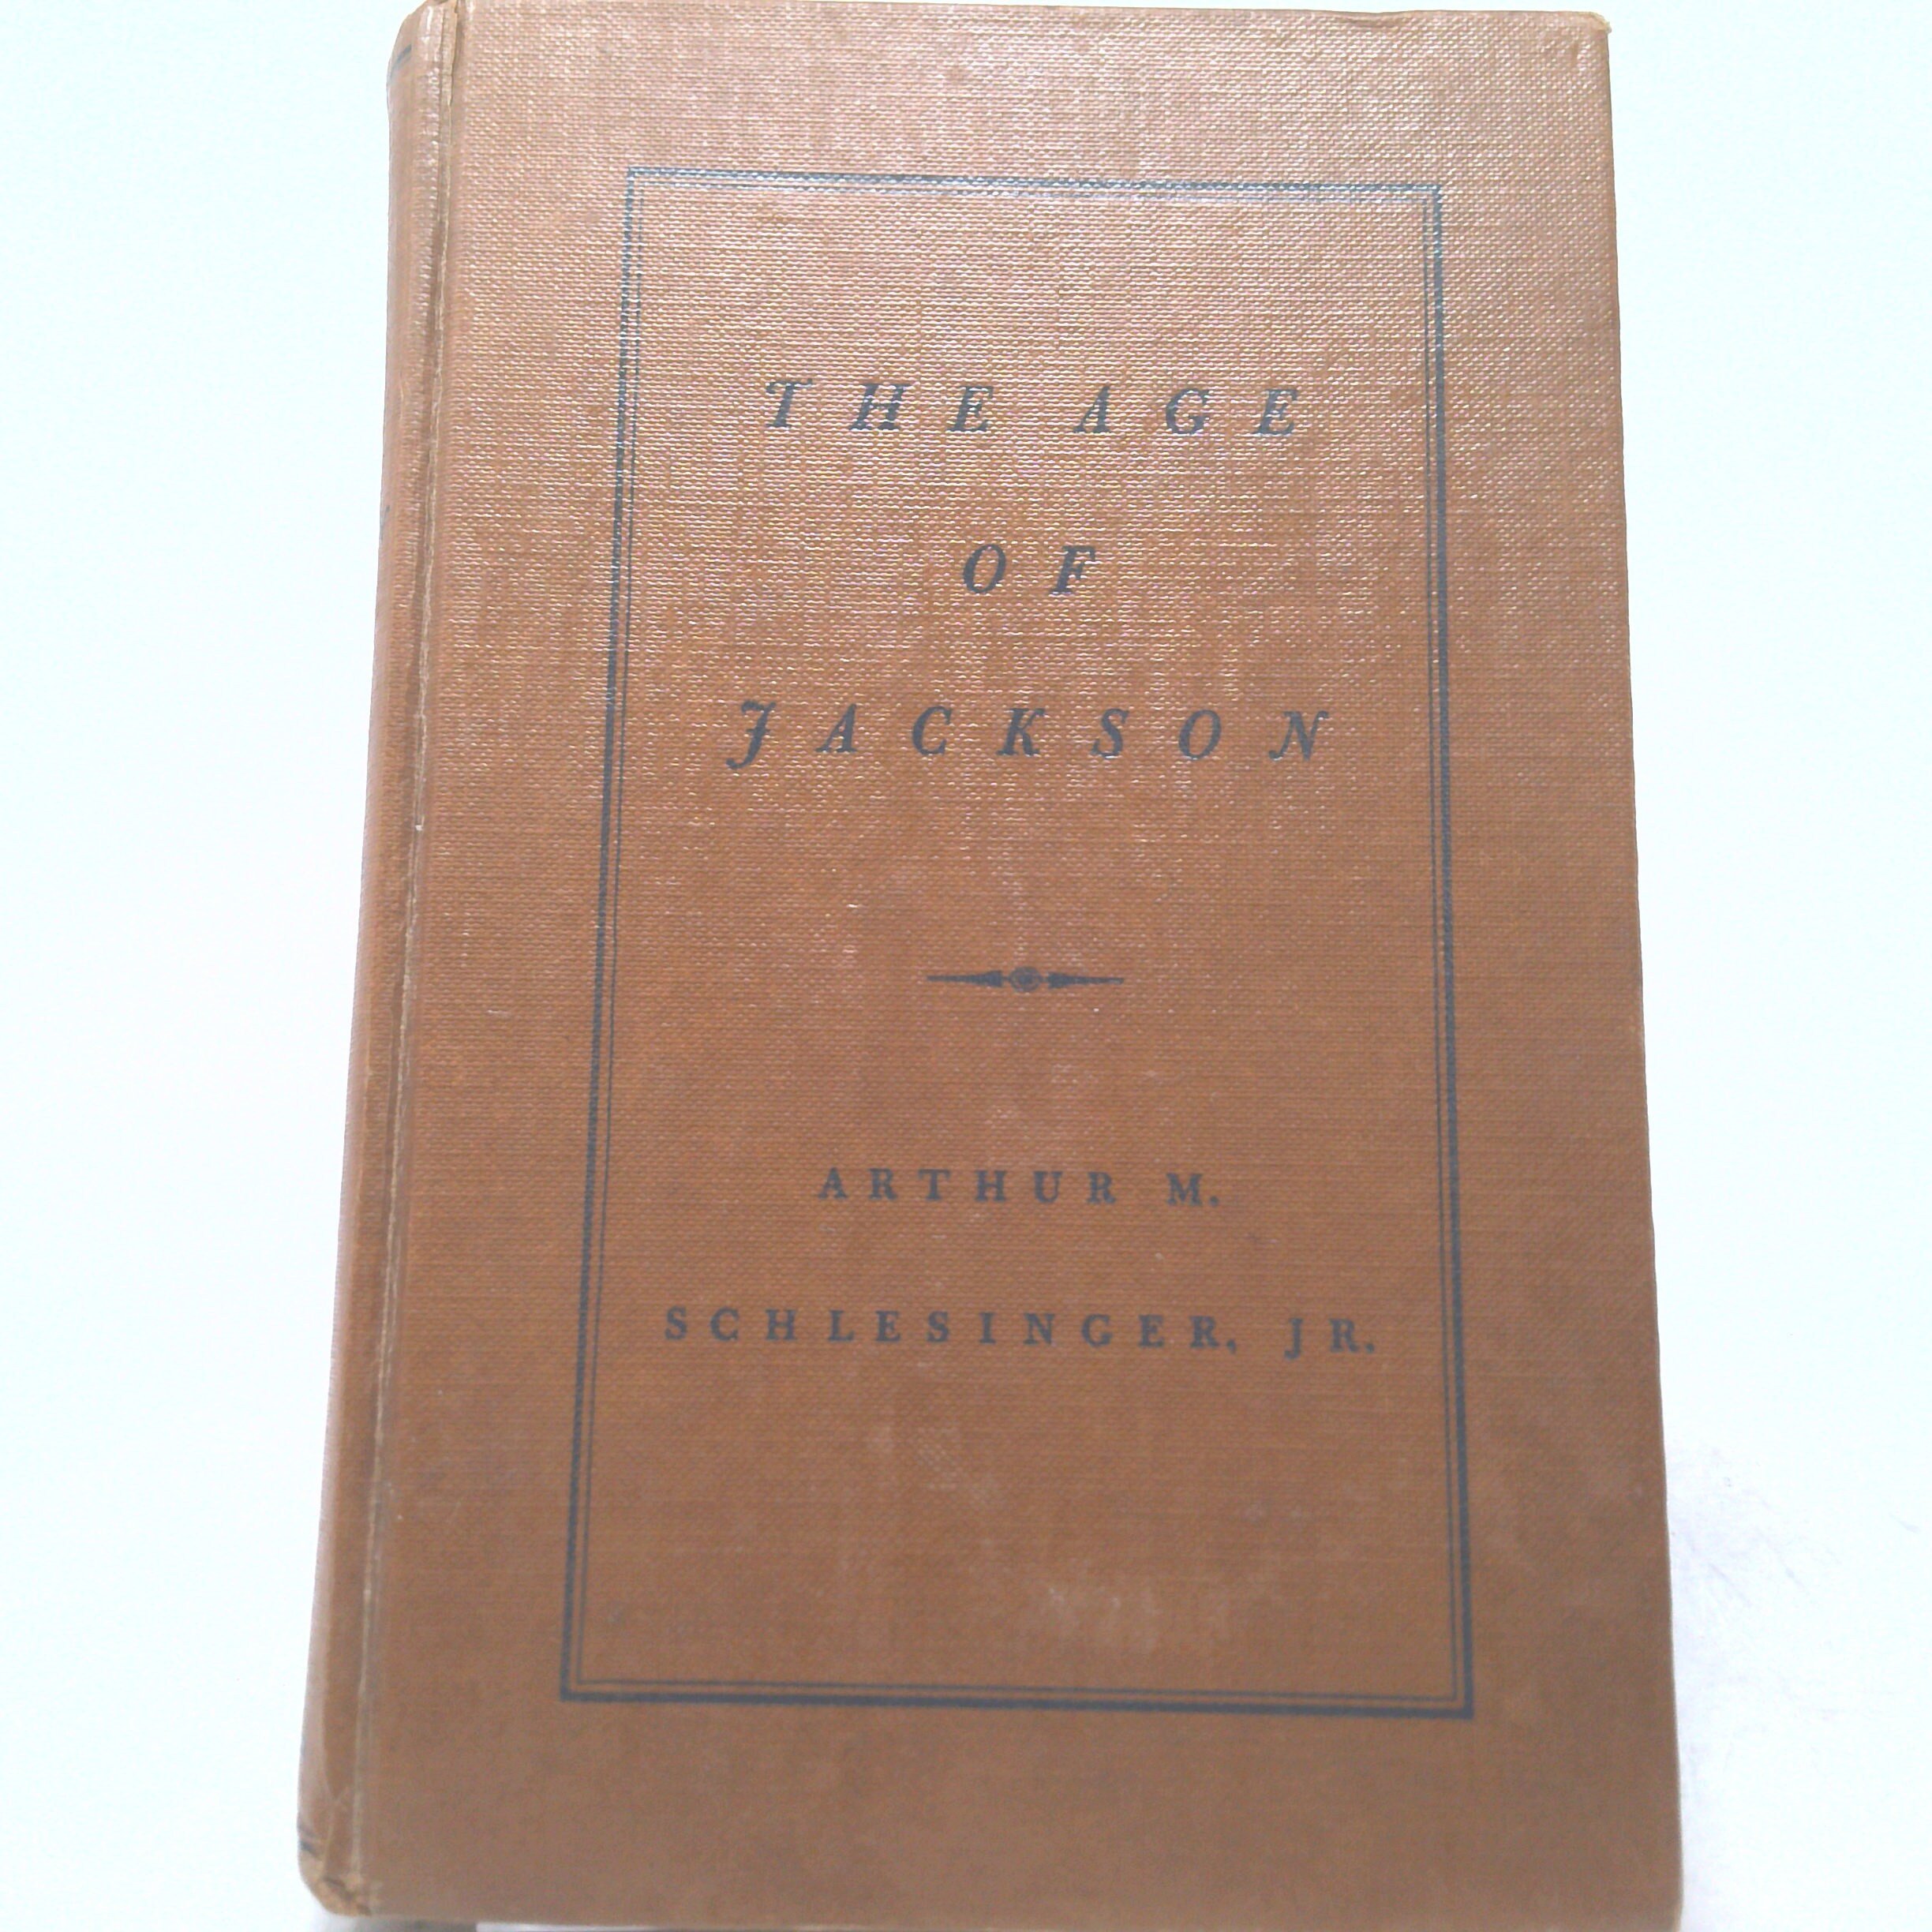 THE AGE
OF
JACKSON
ARTHUR M.
SCHLESINGER, JR.